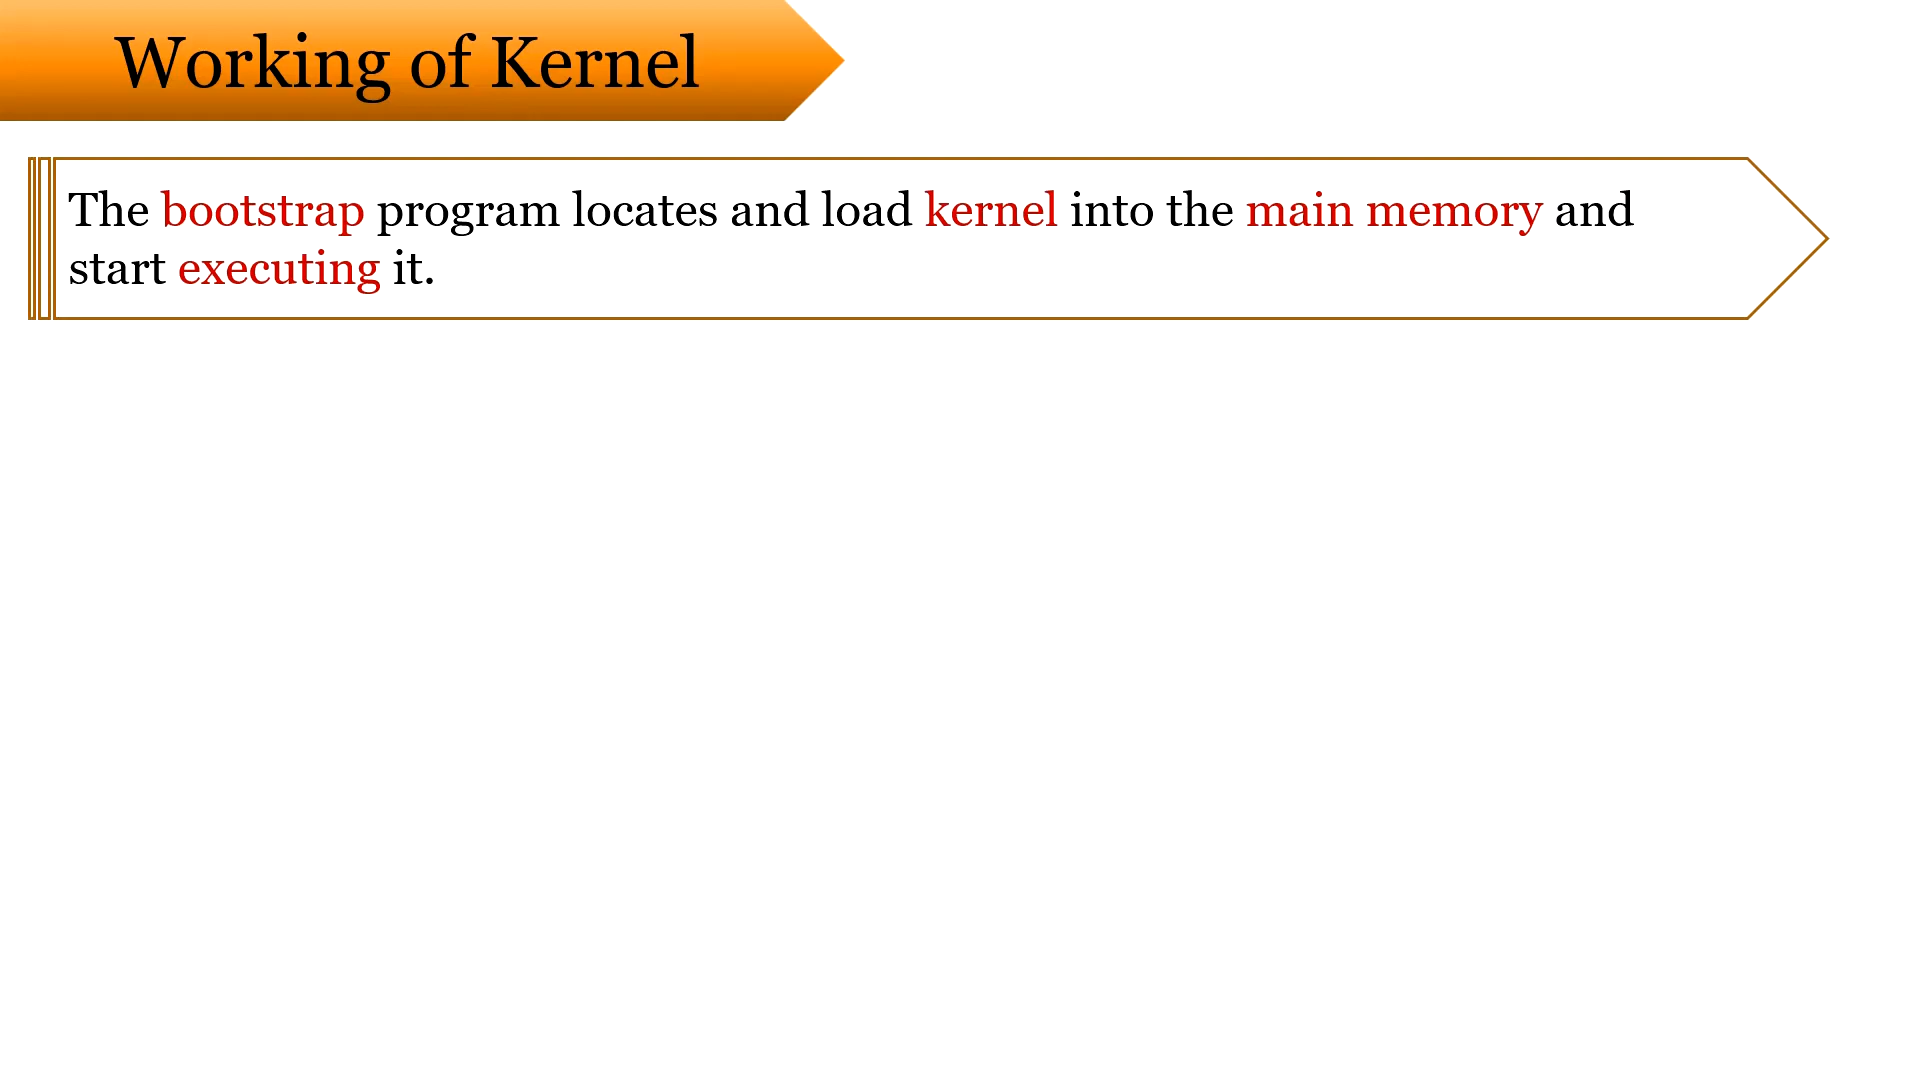 Working of Kernel
The bootstrap program locates and load kernel into the main memory and
start executing it.